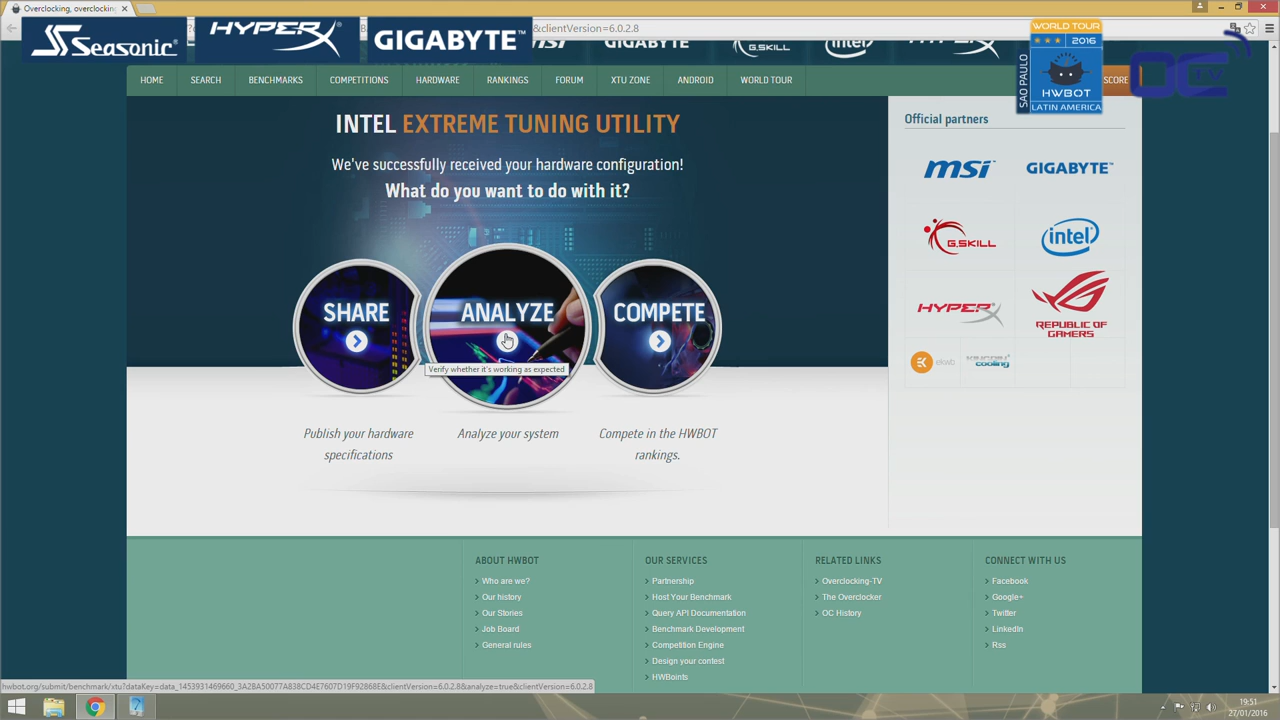 Overclocking, overclocking
&clientVersion=6.0.2.8
Seasonic
HYPERX
GIGABYTE
G.SKILL
intel
WORLD TOUR
2016
SAO PAULO
HWBOT
LATIN AMERICA
OC TV
HOME
SEARCH
BENCHMARKS
COMPETITIONS
HARDWARE
RANKINGS
FORUM
XTU ZONE
ANDROID
WORLD TOUR
SCORE
INTEL EXTREME TUNING UTILITY
We've successfully received your hardware configuration!
What do you want to do with it?
SHARE
ANALYZE
COMPETE
Verify whether it's working as expected
Publish your hardware
specifications
Analyze your system
Compete in the HWBOT
rankings.
Official partners
msi
GIGABYTE
G.SKILL
intel
HYPERX
REPUBLIC OF
GAMERS
ekwb
cooling
ABOUT HWBOT
Who are we?
Our history
Our Stories
Job Board
General rules
OUR SERVICES
Partnership
Host Your Benchmark
Query API Documentation
Benchmark Development
Competition Engine
Design your contest
HWBoints
RELATED LINKS
Overclocking-TV
The Overclocker
OC History
CONNECT WITH US
Facebook
Google+
Twitter
LinkedIn
Rss
hwbot.org/submit/benchmark/xtu?dataKey=data_1453931469660_3A2BA50077A838CD4E7607D19F92868E&clientVersion=6.0.2.8&analyze=true&clientVersion=6.0.2.8
19:51
27/01/2016